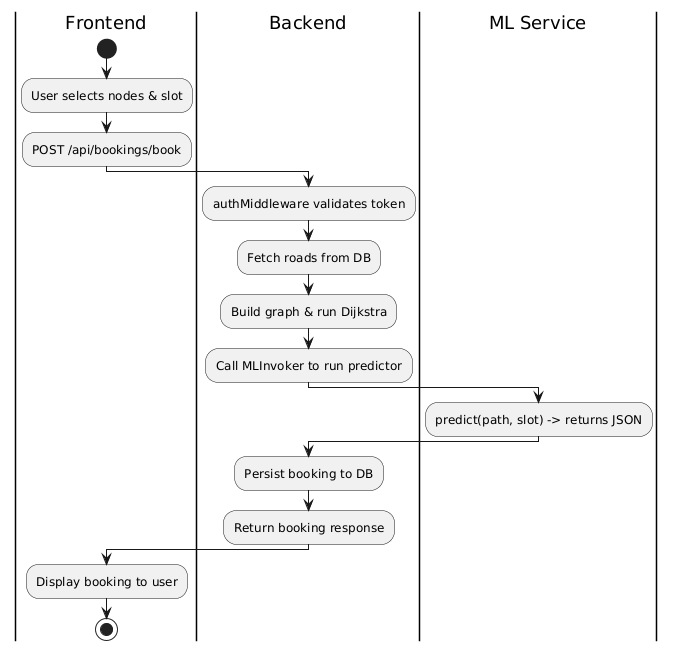 Frontend
Backend
ML Service
User selects nodes & slot
POST /api/bookings/book
authMiddleware validates token
Fetch roads from DB
Build graph & run Dijkstra
Call MLInvoker to run predictor
predict(path, slot) -> returns JSON
Persist booking to DB
Return booking response
Display booking to user